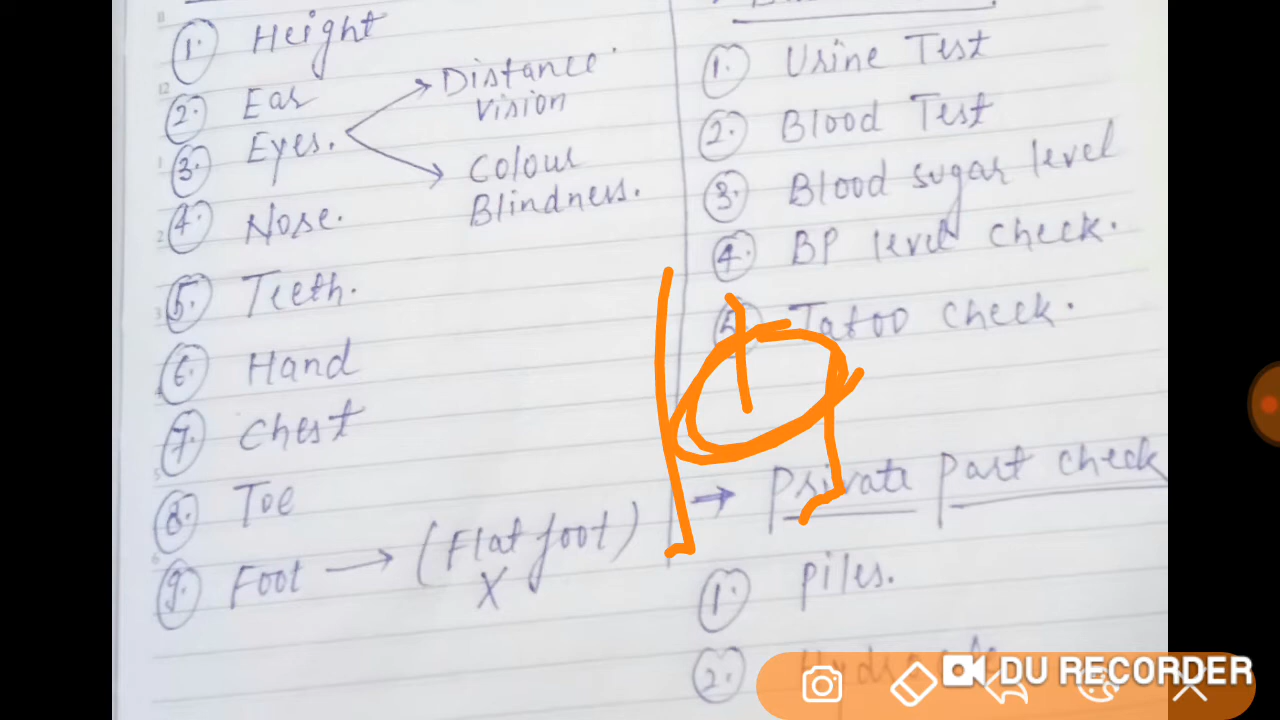 1. Height
2. Ear
3. Eyes.
Distance
vision
Colour
Blindness.
4. Nose.
5. Teeth.
6. Hand
7. Chest
8. Toe
9. Foot → (Flat foot)
X
1. Urine Test
2. Blood Test
3. Blood sugar level
4. BP level check.
5. Tatoo check.
→ Private part check
1. Piles.
2.
DU RECORDER